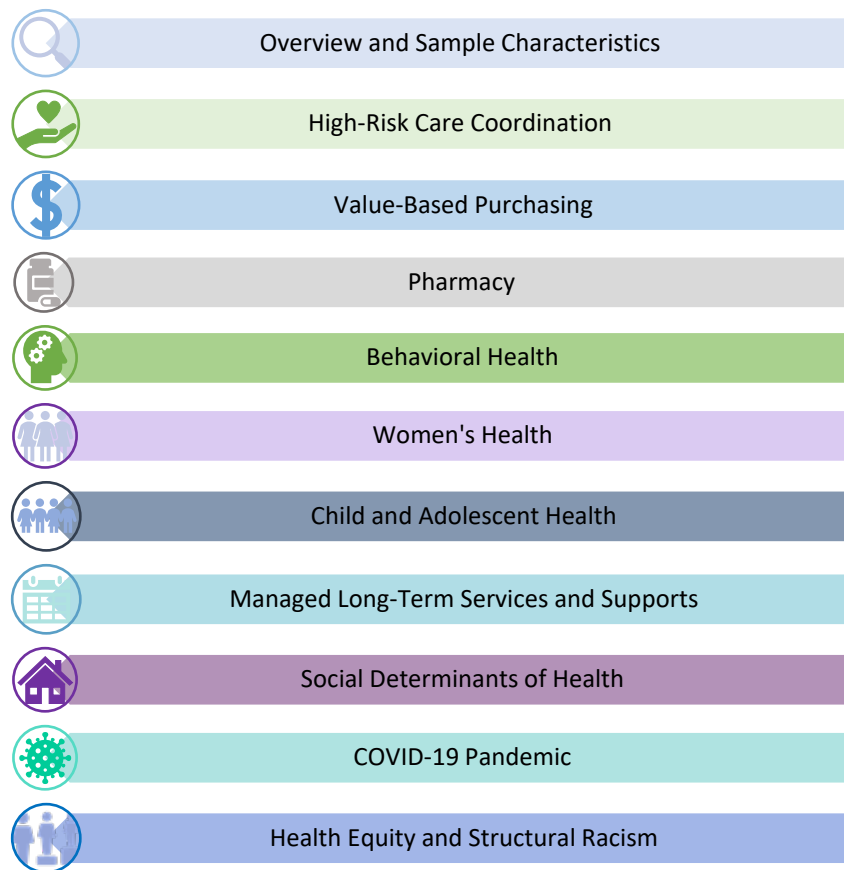 Overview and Sample Characteristics
High-Risk Care Coordination
Value-Based Purchasing
Pharmacy
Behavioral Health
Women's Health
Child and Adolescent Health
Managed Long-Term Services and Supports
Social Determinants of Health
COVID-19 Pandemic
Health Equity and Structural Racism